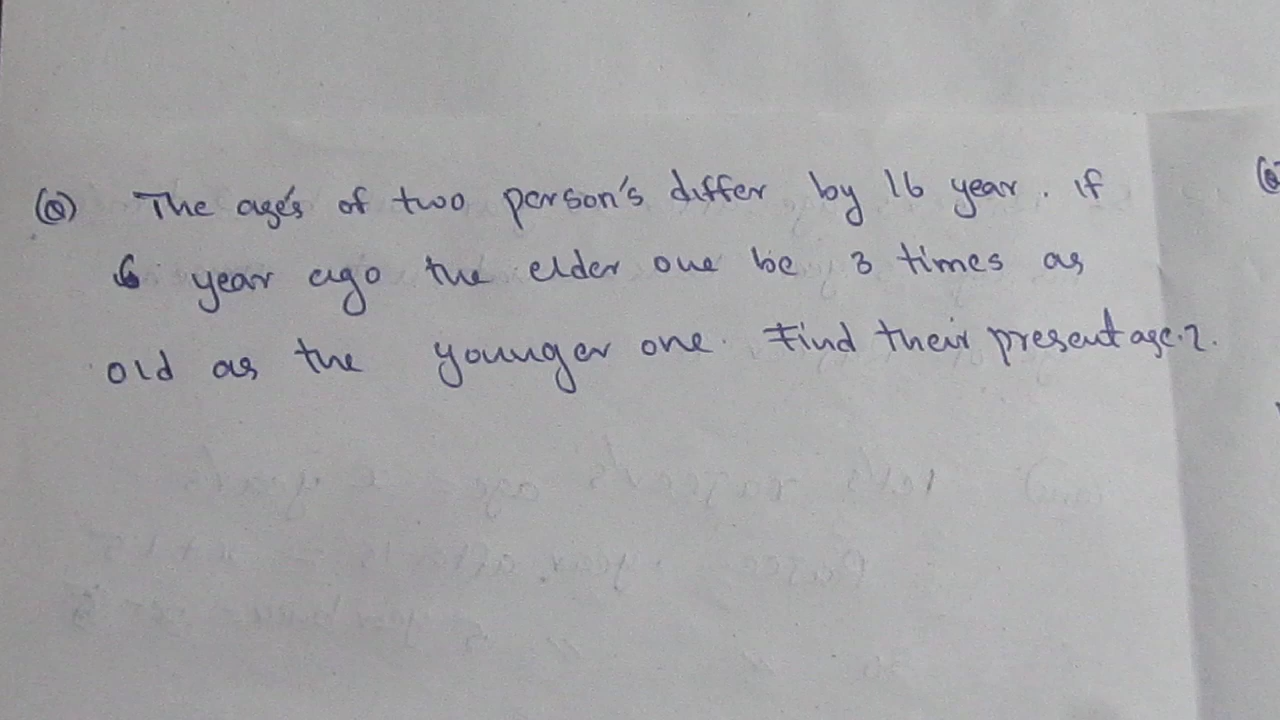 (Q) The age's of two person's differ by 16 year. if
6 year ago the elder one be 3 times as
old as the younger one. Find their present age.?.